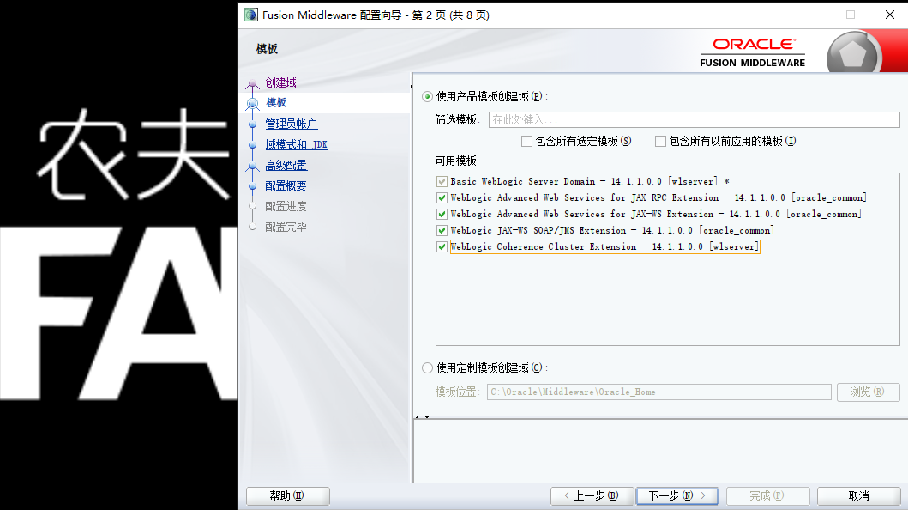 Fusion Middleware 配置向导 - 第 2 页 (共 8 页)
模板
ORACLE
FUSION MIDDLEWARE
农夫
FA
创建域
模板
管理员帐户
域模式和 JDK
高级配置
配置概要
配置进度
配置完毕
使用产品模板创建域(P):
筛选模板:
在此处键入...
包含所有选定模板(S)
包含所有以前应用的模板(I)
可用模板
Basic WebLogic Server Domain - 14.1.1.0.0 [wlserver] *
WebLogic Advanced Web Services for JAX-RPC Extension - 14.1.1.0.0 [oracle_common]
WebLogic Advanced Web Services for JAX-WS Extension - 14.1.1.0.0 [oracle_common]
WebLogic JAX-WS SOAP/JMS Extension - 14.1.1.0.0 [oracle_common]
WebLogic Coherence Cluster Extension - 14.1.1.0.0 [wlserver]
使用定制模板创建域(C):
模板位置:
C:\Oracle\Middleware\Oracle_Home
浏览(R)
帮助(H)
< 上一步(B)
下一步(N) >
完成(F)
取消